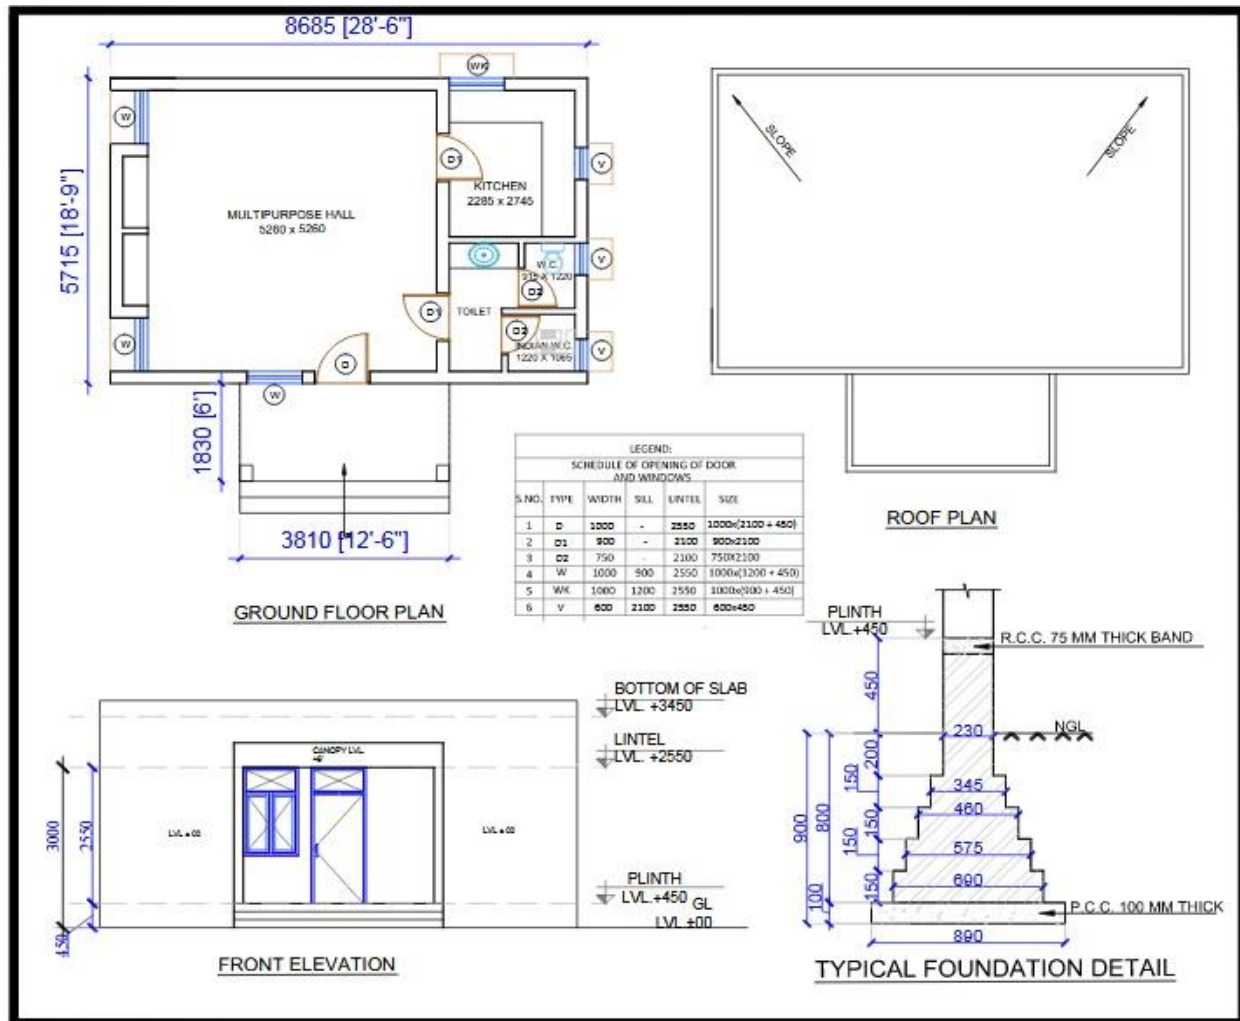 8685 [28'-6"]
WK
W
V
D1
5715 [18'-9"]
KITCHEN
2285 x 2745
MULTIPURPOSE HALL
5260 x 5260
V
W.C.
915 X 1220
D2
D1
TOILET
D2
W
INDIAN W.C.
1220 X 1065
V
D
W
1830 [6']
3810 [12'-6"]
GROUND FLOOR PLAN
SLOPE
SLOPE
ROOF PLAN
LEGEND:
SCHEDULE OF OPENING OF DOOR
AND WINDOWS
S.NO. TYPE WIDTH SILL LINTEL SIZE
1 D 1000 - 2550 1000x(2100 + 450)
2 D1 900 - 2100 900x2100
3 D2 750 - 2100 750X2100
4 W 1000 900 2550 1000x(1200 + 450)
5 WK 1000 1200 2550 1000x(900 + 450)
6 V 600 2100 2550 600x450
BOTTOM OF SLAB
LVL. +3450
LINTEL
LVL. +2550
CANOPY LVL.
3000
2550
LVL ±00
LVL ±00
PLINTH
LVL.+450
GL
LVL.±00
450
FRONT ELEVATION
PLINTH
LVL.+450
R.C.C. 75 MM THICK BAND
450
NGL
230
200
150
345
460
150
900
800
150
575
150
690
100
P.C.C. 100 MM THICK
890
TYPICAL FOUNDATION DETAIL